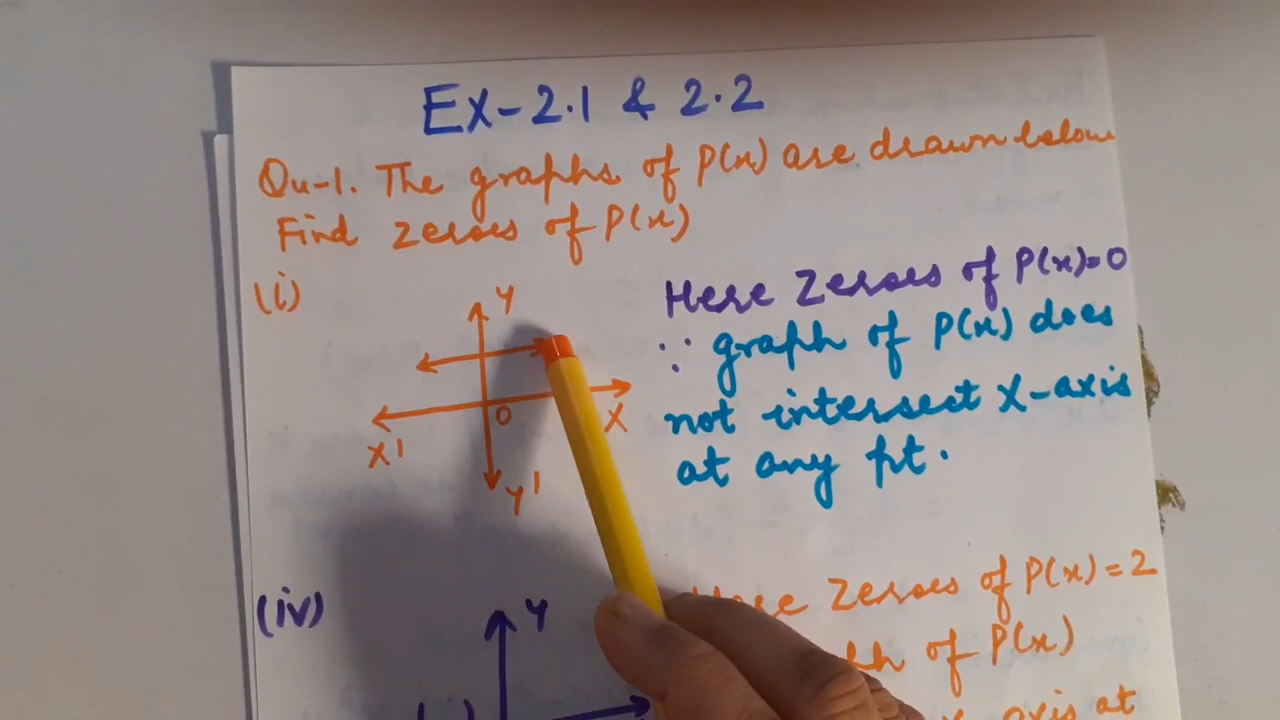 Ex-2.1 & 2.2
Qu-1. The graphs of P(x) are drawn below
Find zeroes of P(x)
(i)
Y
X'
O
X
Y'
Here Zeroes of P(x)=0
∵ graph of P(x) does
not intersect X-axis
at any pt.
(iv)
Y
Zeroes of P(x)=2
of P(x)
x-axis at